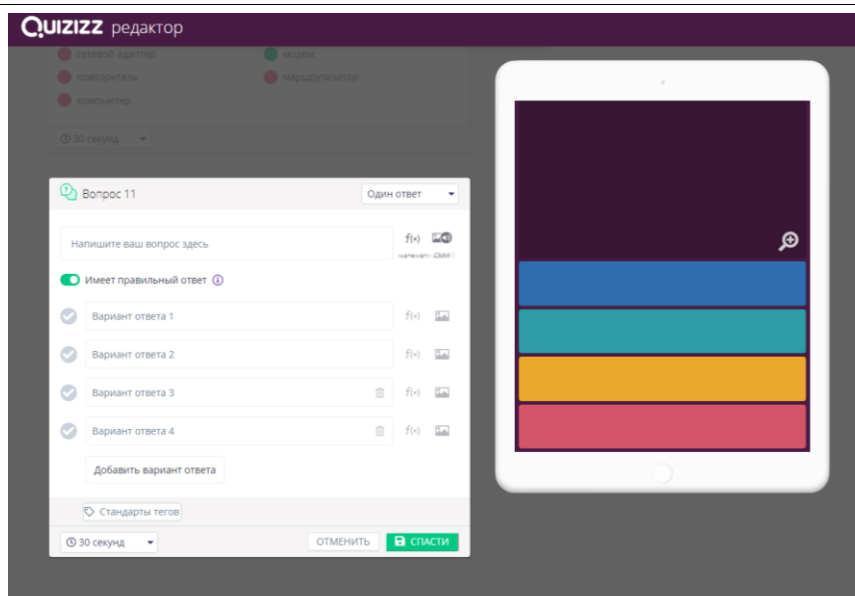 QUIZIZZ редактор
сетевой адаптер модем
повторитель маршрутизатор
компьютер
30 секунд
Вопрос 11 Один ответ
Напишите ваш вопрос здесь f(×)
Имеет правильный ответ
Вариант ответа 1 f(×)
Вариант ответа 2 f(×)
Вариант ответа 3 f(×)
Вариант ответа 4 f(×)
Добавить вариант ответа
Стандарты тегов
30 секунд ОТМЕНИТЬ СПАСТИ